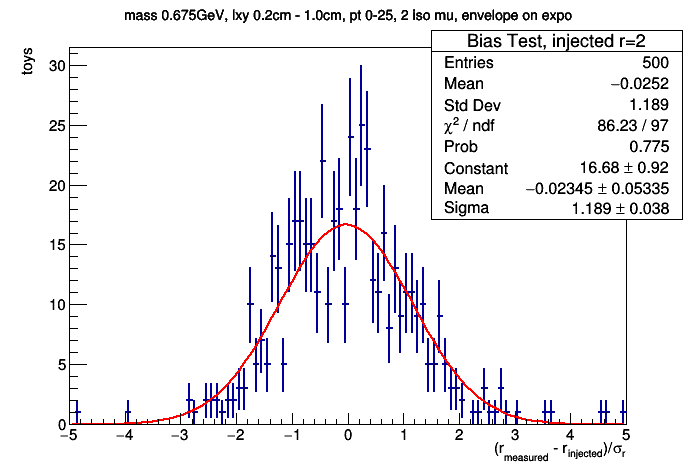 mass 0.675GeV, lxy 0.2cm - 1.0cm, pt 0-25, 2 Iso mu, envelope on expo
toys
Bias Test, injected r=2
Entries 500
Mean −0.0252
Std Dev 1.189
χ² / ndf 86.23 / 97
Prob 0.775
Constant 16.68 ± 0.92
Mean −0.02345 ± 0.05335
Sigma 1.189 ± 0.038
30
25
20
15
10
5
0
−5 −4 −3 −2 −1 0 1 2 3 4 5
(r_measured - r_injected)/σ_r